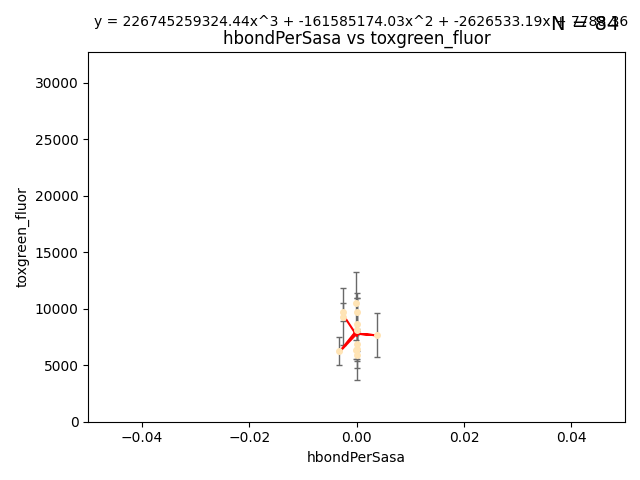 y = 226745259324.44x^3 + -161585174.03x^2 + -2626533.19x + 7788.36
N = 84
hbondPerSasa vs toxgreen_fluor
30000
25000
20000
15000
10000
5000
0
toxgreen_fluor
−0.04
−0.02
0.00
0.02
0.04
hbondPerSasa